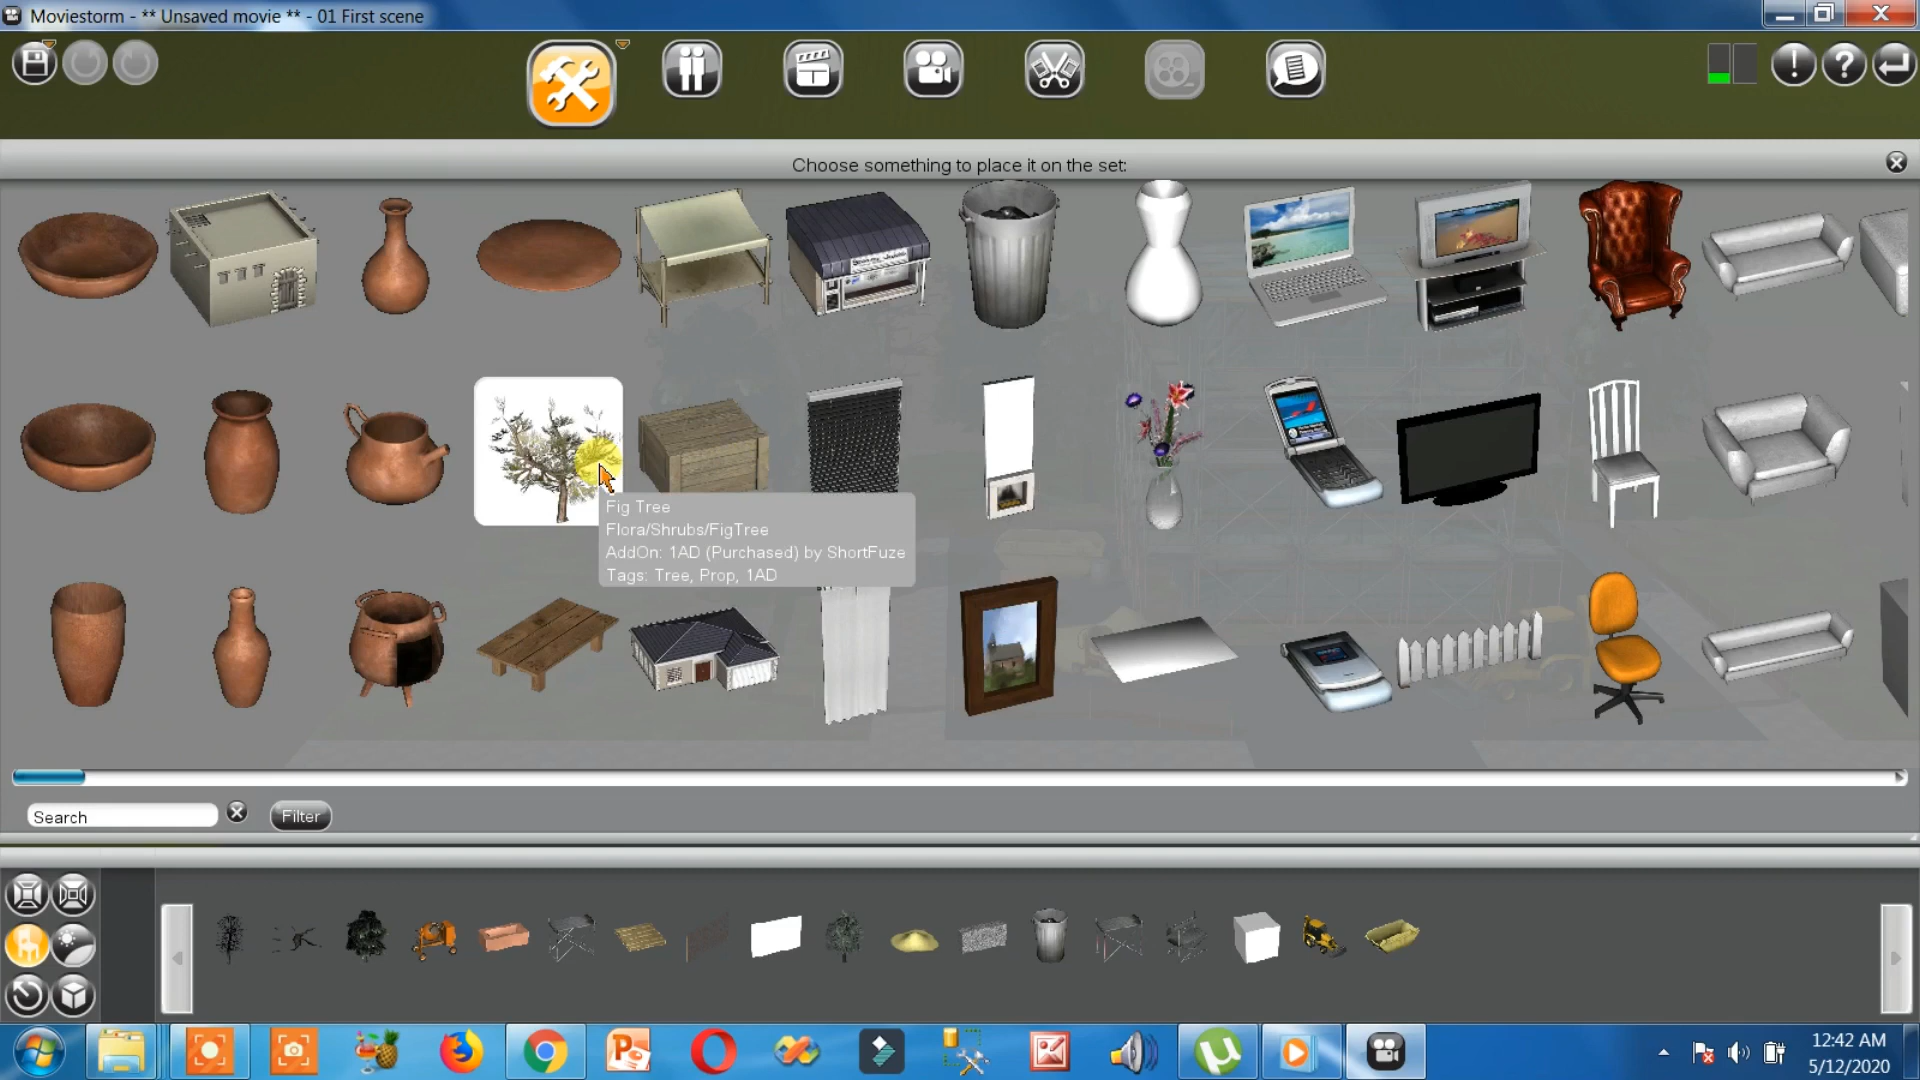 Moviestorm - ** Unsaved movie ** - 01 First scene
Choose something to place it on the set:
Fig Tree
Flora/Shrubs/FigTree
AddOn: 1AD (Purchased) by ShortFuze
Tags: Tree, Prop, 1AD
Search
Filter
12:42 AM
5/12/2020